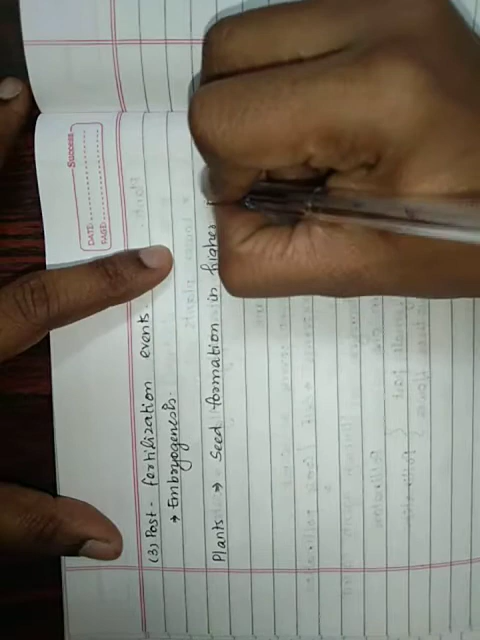 Success
DATE:
PAGE:
(3) Post - fertilization events.
→ Embryogenesis.
Plants → Seed formation in higher